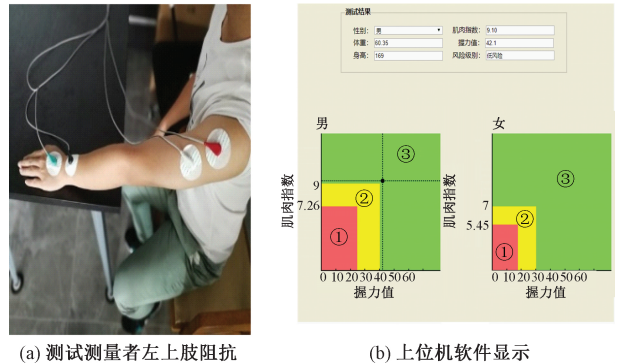 测试结果
性别: 男 肌肉指数: 9.10
体重: 60.35 握力值: 42.1
身高: 169 风险级别: 低风险
男
肌肉指数
9
7.26
①
②
③
0 10 20 30 40 50 60
握力值
女
肌肉指数
7
5.45
①
②
③
0 10 20 30 40 50 60
握力值
(a) 测试测量者左上肢阻抗
(b) 上位机软件显示